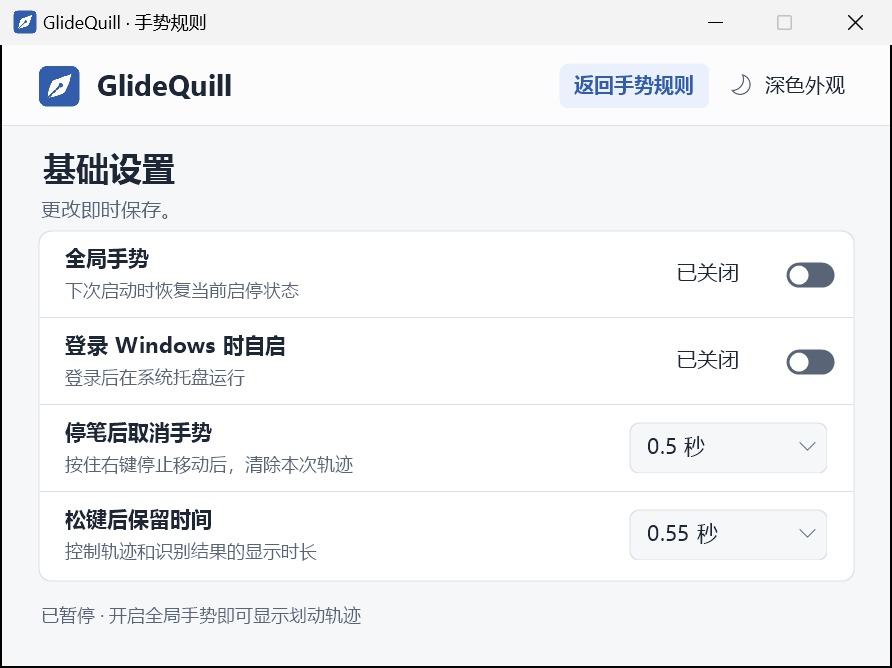 GlideQuill · 手势规则
GlideQuill
返回手势规则
深色外观
基础设置
更改即时保存。
全局手势
下次启动时恢复当前启停状态
已关闭
登录 Windows 时自启
登录后在系统托盘运行
已关闭
停笔后取消手势
按住右键停止移动后，清除本次轨迹
0.5 秒
松键后保留时间
控制轨迹和识别结果的显示时长
0.55 秒
已暂停 · 开启全局手势即可显示划动轨迹